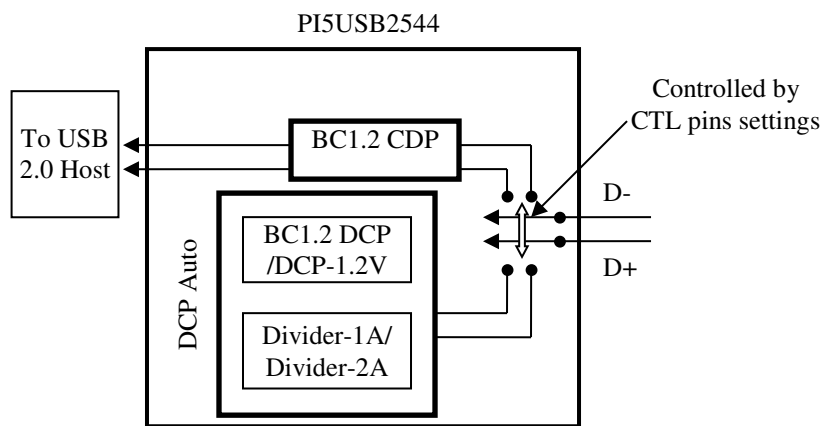 PI5USB2544
Controlled by
CTL pins settings
To USB
2.0 Host
BC1.2 CDP
D-
D+
DCP Auto
BC1.2 DCP
/DCP-1.2V
Divider-1A/
Divider-2A